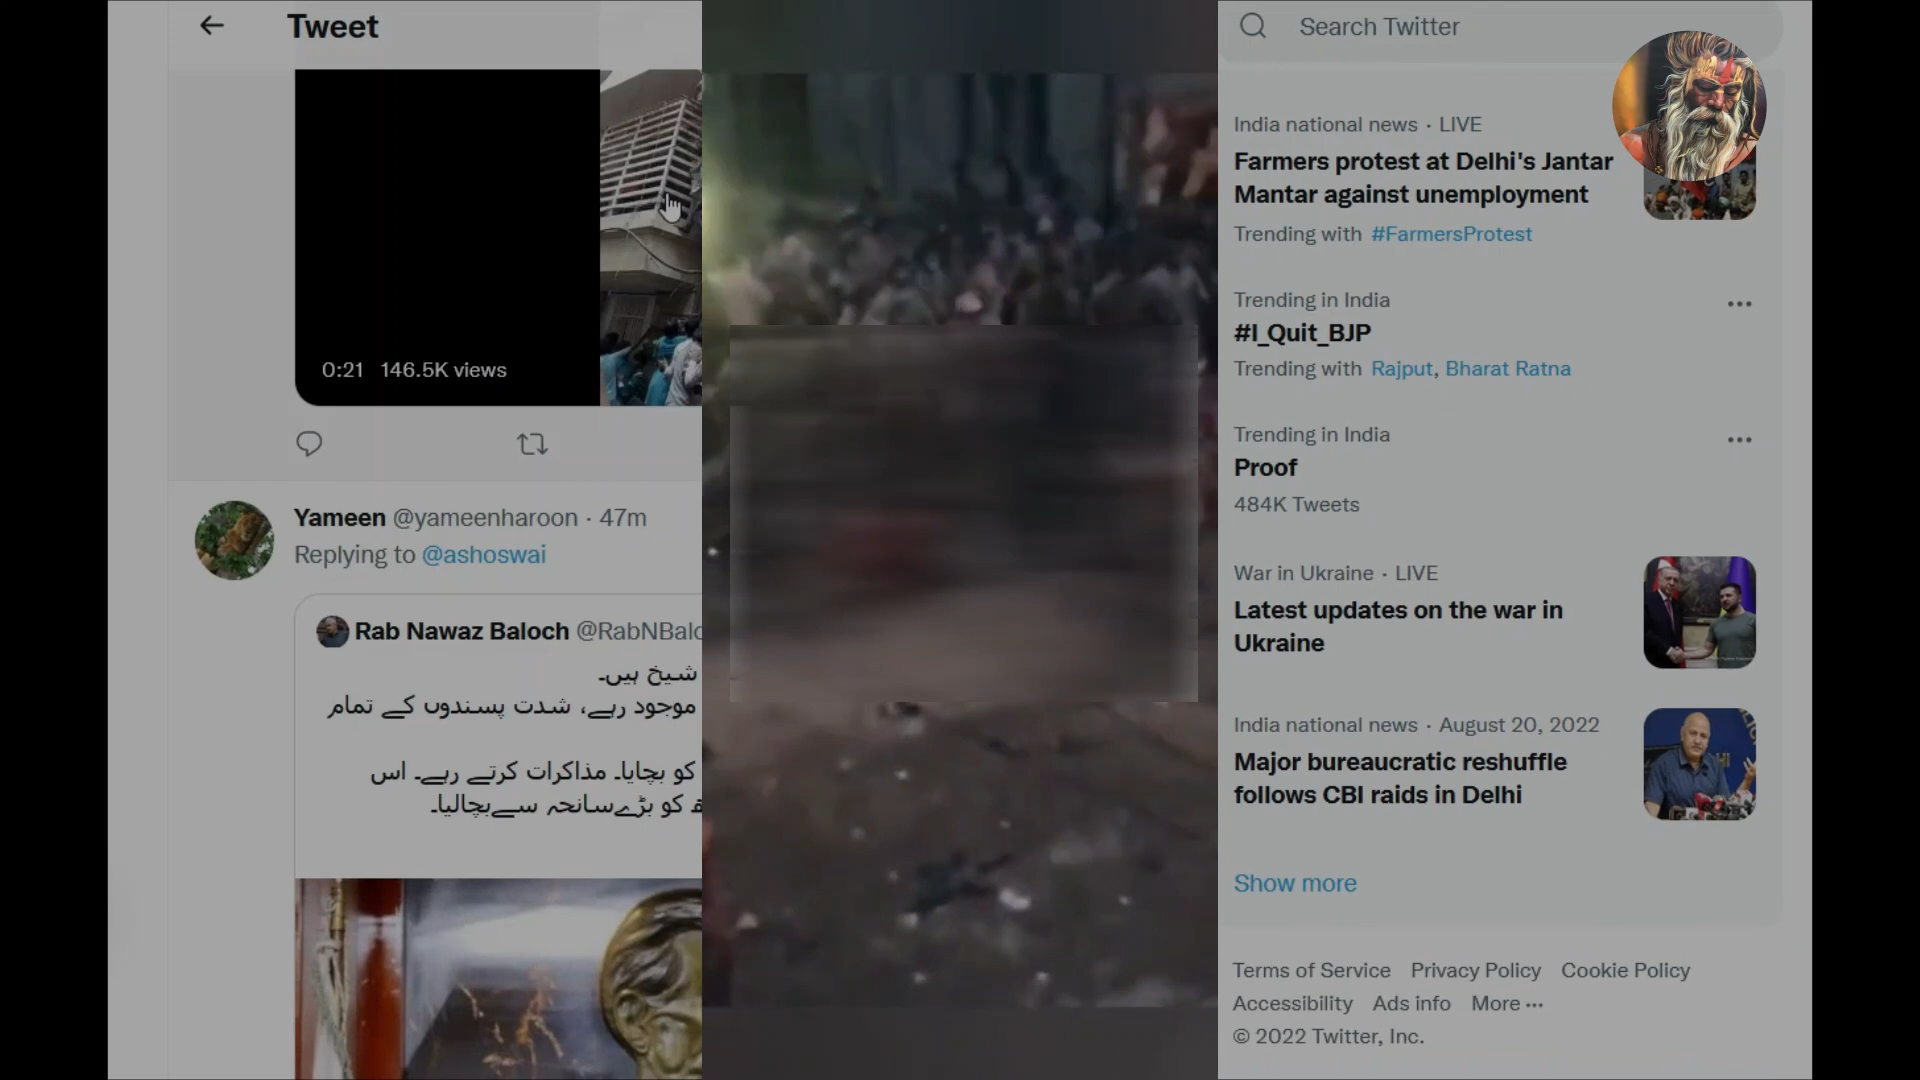 Tweet
0:21 146.5K views
Yameen @yameenharoon · 47m
Replying to @ashoswai
Rab Nawaz Baloch
شیخ ہیں۔
موجود رہے، شدت پسندوں کے تمام
کو بچایا۔ مذاکرات کرتے رہے۔ اس
کو بڑےسانحہ سےبچالیا۔
Search Twitter
India national news · LIVE
Farmers protest at Delhi's Jantar
Mantar against unemployment
Trending with #FarmersProtest
Trending in India
#I_Quit_BJP
Trending with Rajput, Bharat Ratna
Trending in India
Proof
484K Tweets
War in Ukraine · LIVE
Latest updates on the war in
Ukraine
India national news · August 20, 2022
Major bureaucratic reshuffle
follows CBI raids in Delhi
Show more
Terms of Service Privacy Policy Cookie Policy
Accessibility Ads info More ···
© 2022 Twitter, Inc.